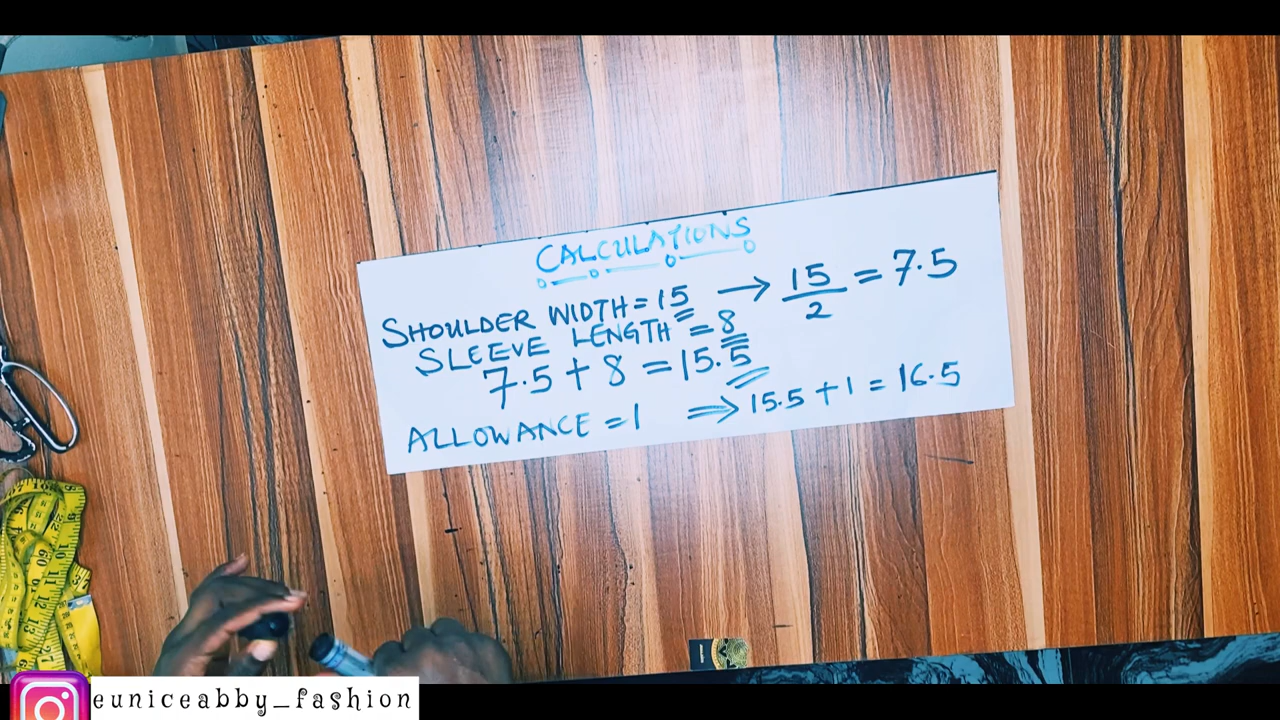 CALCULATIONS
SHOULDER WIDTH = 15 → 15/2 = 7.5
SLEEVE LENGTH = 8
7.5 + 8 = 15.5
ALLOWANCE = 1 ⇒ 15.5 + 1 = 16.5
euniceabby_fashion